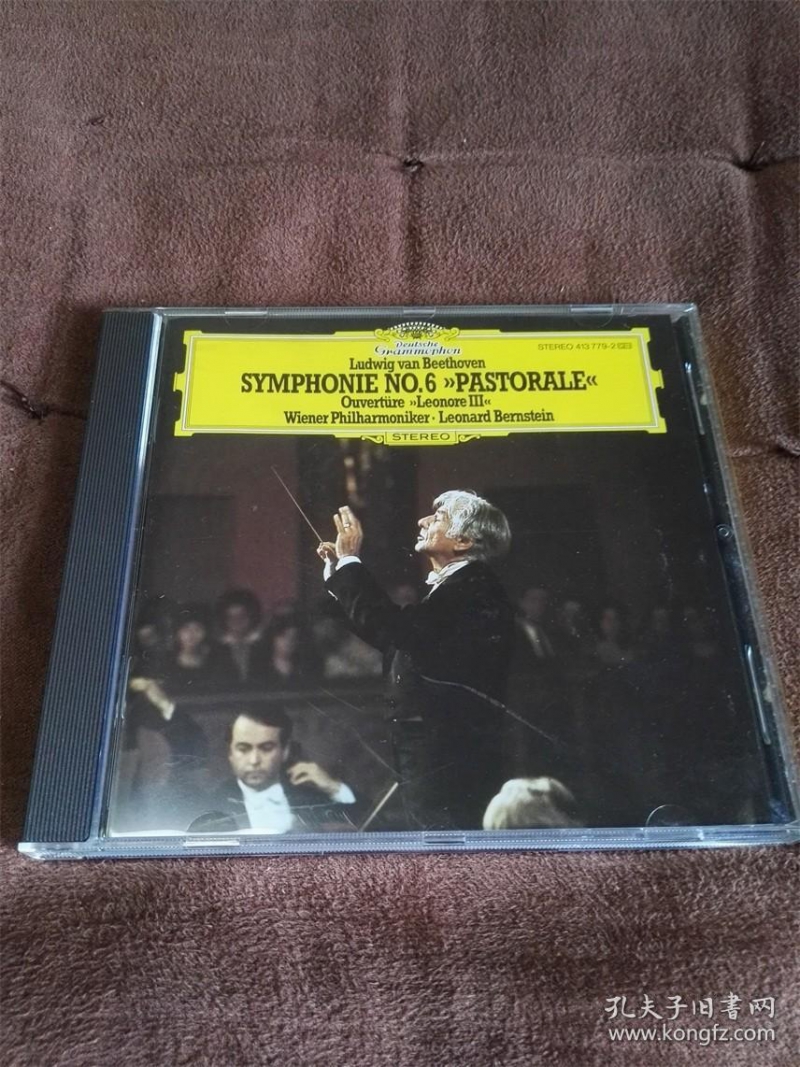 Deutsche
Grammophon
STEREO 413 779-2
Ludwig van Beethoven
SYMPHONIE NO. 6 »PASTORALE«
Ouvertüre »Leonore III«
Wiener Philharmoniker · Leonard Bernstein
STEREO
孔夫子旧书网
www.kongfz.com